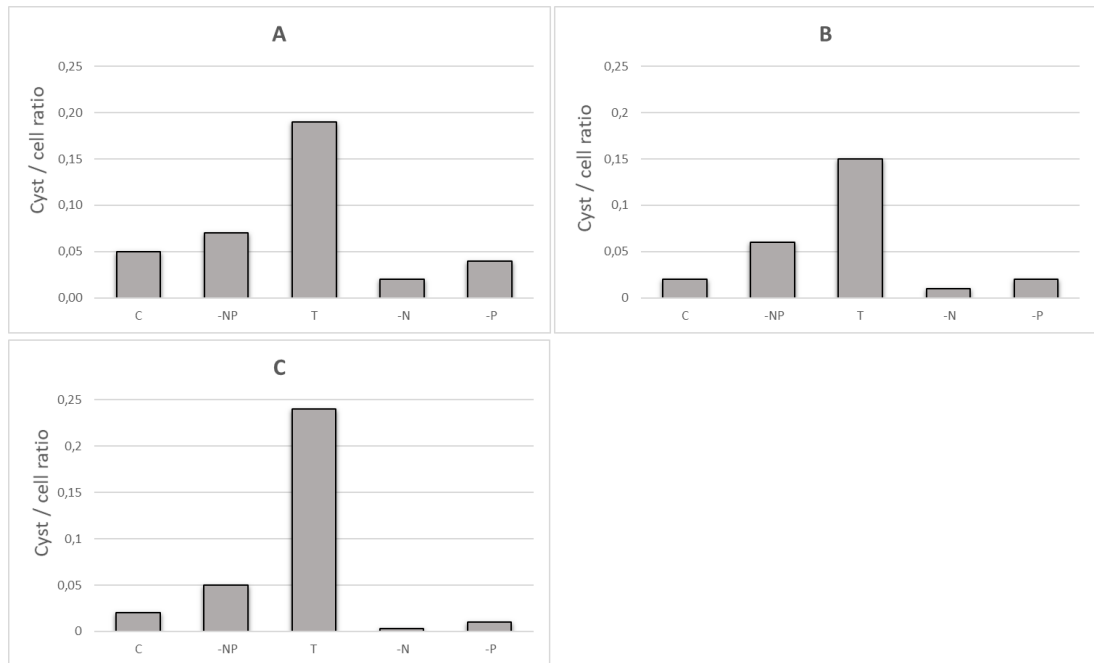 A
Cyst / cell ratio
0,25
0,20
0,15
0,10
0,05
0,00
C -NP T -N -P
B
Cyst / cell ratio
0,25
0,2
0,15
0,1
0,05
0
C -NP T -N -P
C
Cyst / cell ratio
0,25
0,2
0,15
0,1
0,05
0
C -NP T -N -P